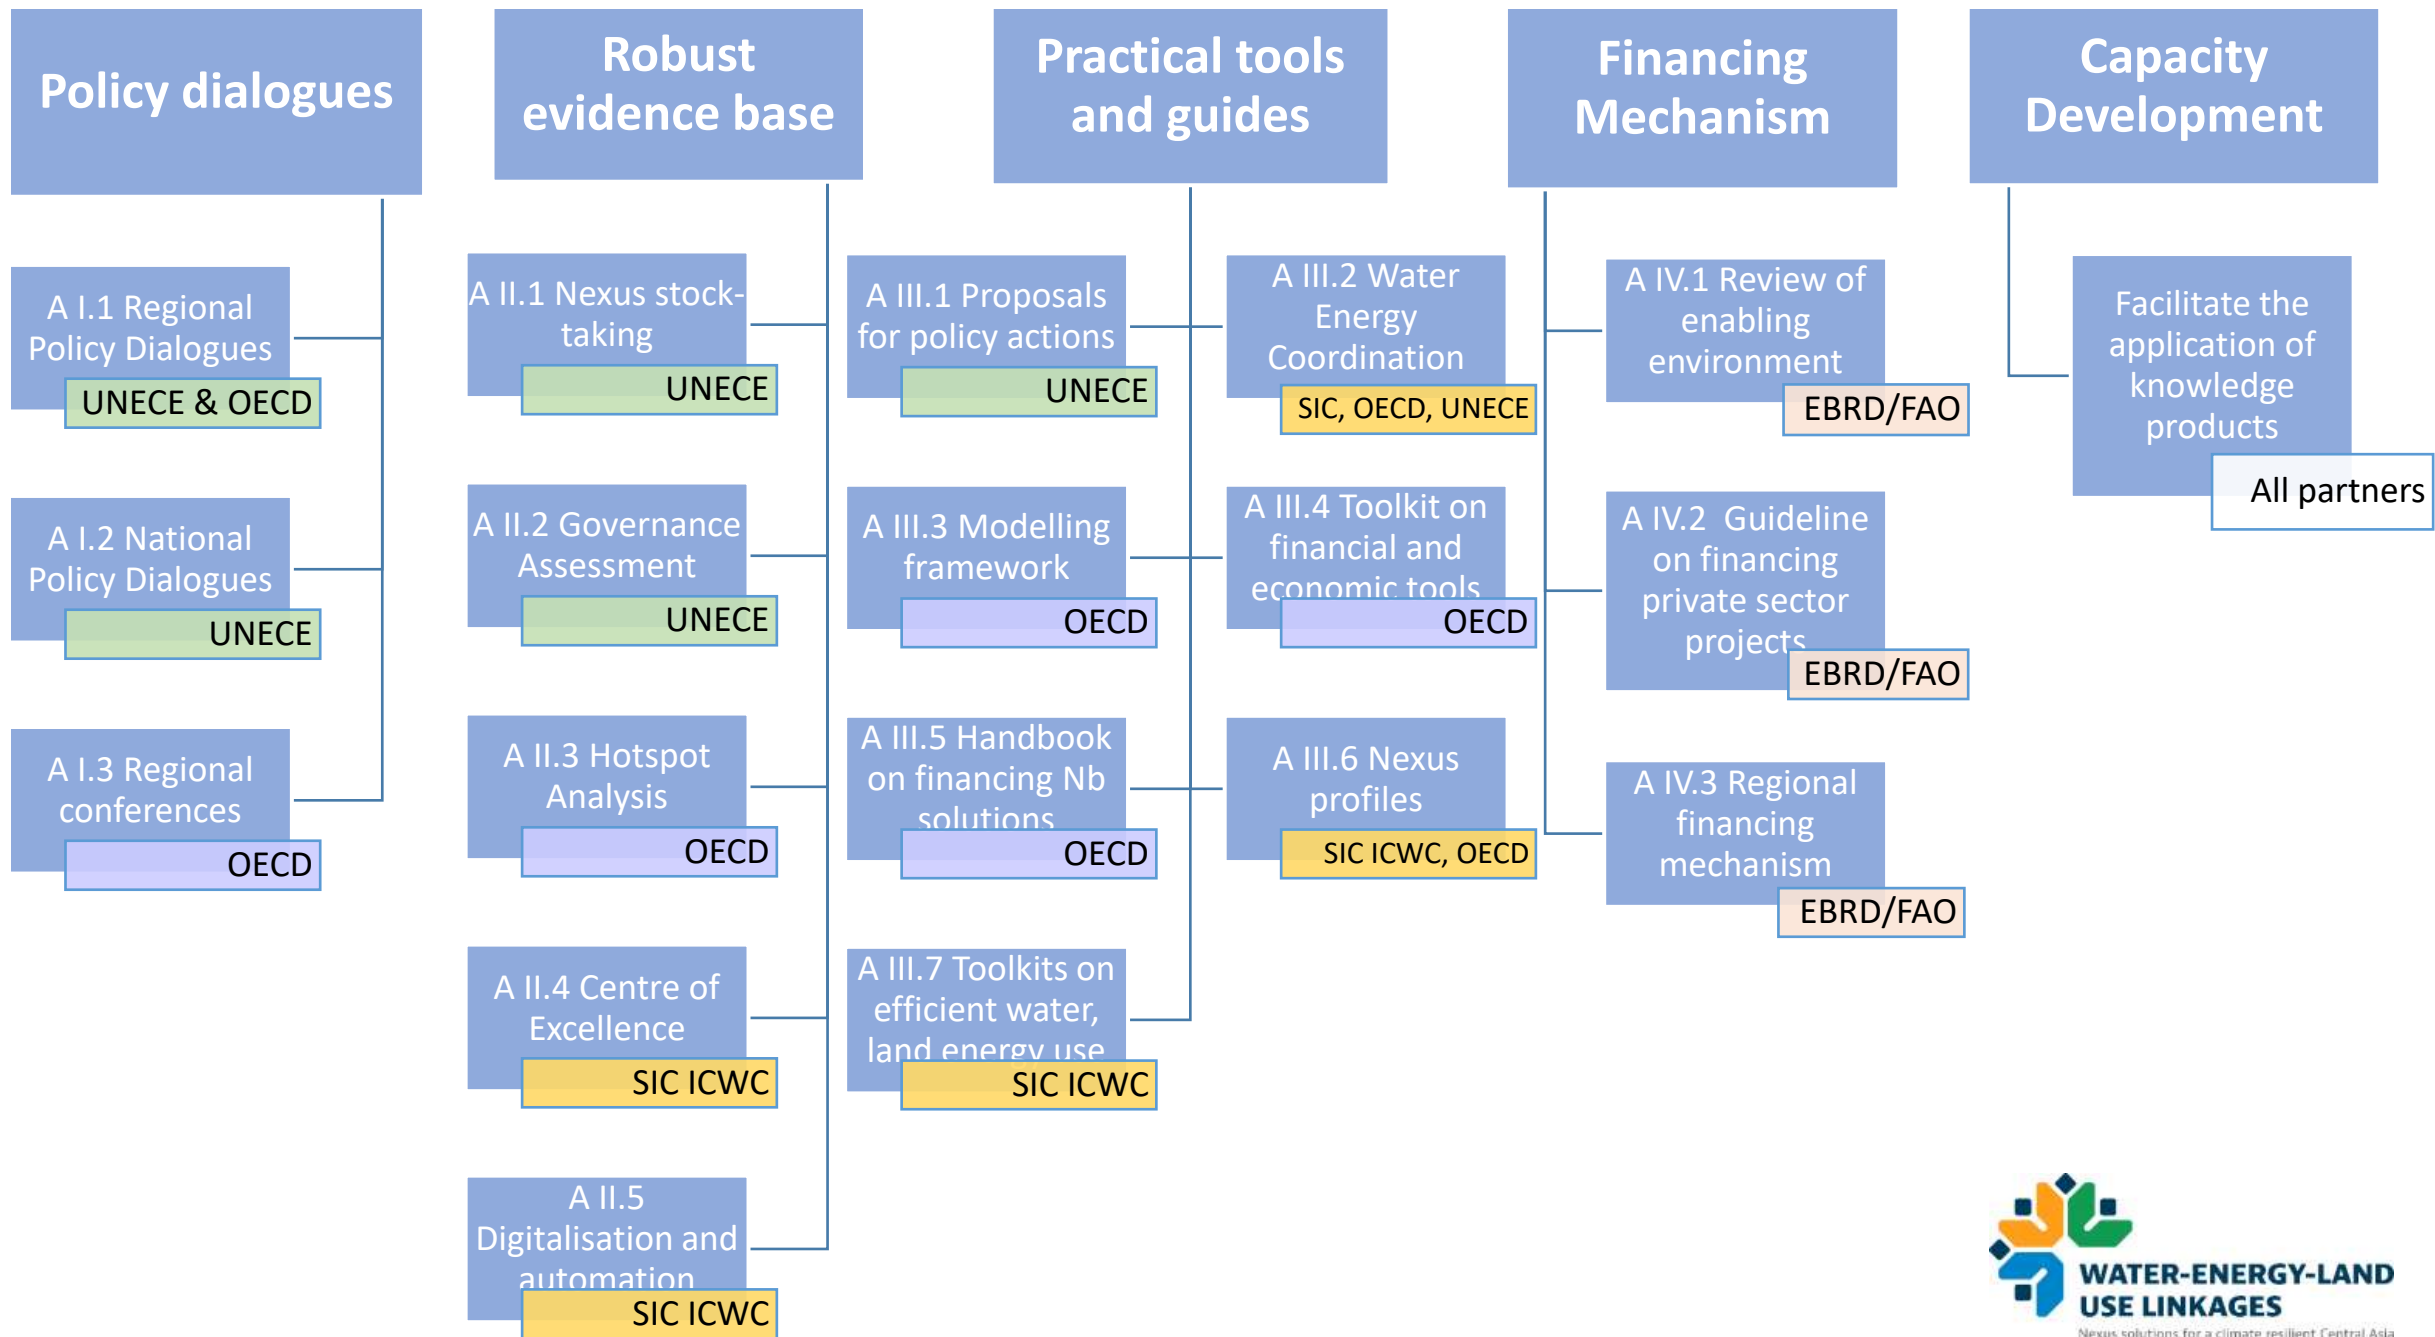 Policy dialogues
A I.1 Regional
Policy Dialogues
UNECE & OECD
A I.2 National
Policy Dialogues
UNECE
A I.3 Regional
conferences
OECD
Robust
evidence base
A II.1 Nexus stock-
taking
UNECE
A II.2 Governance
Assessment
UNECE
A II.3 Hotspot
Analysis
OECD
A II.4 Centre of
Excellence
SIC ICWC
A II.5
Digitalisation and
automation
SIC ICWC
Practical tools
and guides
A III.1 Proposals
for policy actions
UNECE
A III.2 Water
Energy
Coordination
SIC, OECD, UNECE
A III.3 Modelling
framework
OECD
A III.4 Toolkit on
financial and
economic tools
OECD
A III.5 Handbook
on financing Nb
solutions
OECD
A III.6 Nexus
profiles
SIC ICWC, OECD
A III.7 Toolkits on
efficient water,
land energy use
SIC ICWC
Financing
Mechanism
A IV.1 Review of
enabling
environment
EBRD/FAO
A IV.2 Guideline
on financing
private sector
projects
EBRD/FAO
A IV.3 Regional
financing
mechanism
EBRD/FAO
Capacity
Development
Facilitate the
application of
knowledge
products
All partners
WATER-ENERGY-LAND
USE LINKAGES
Nexus solutions for a climate resilient Central Asia